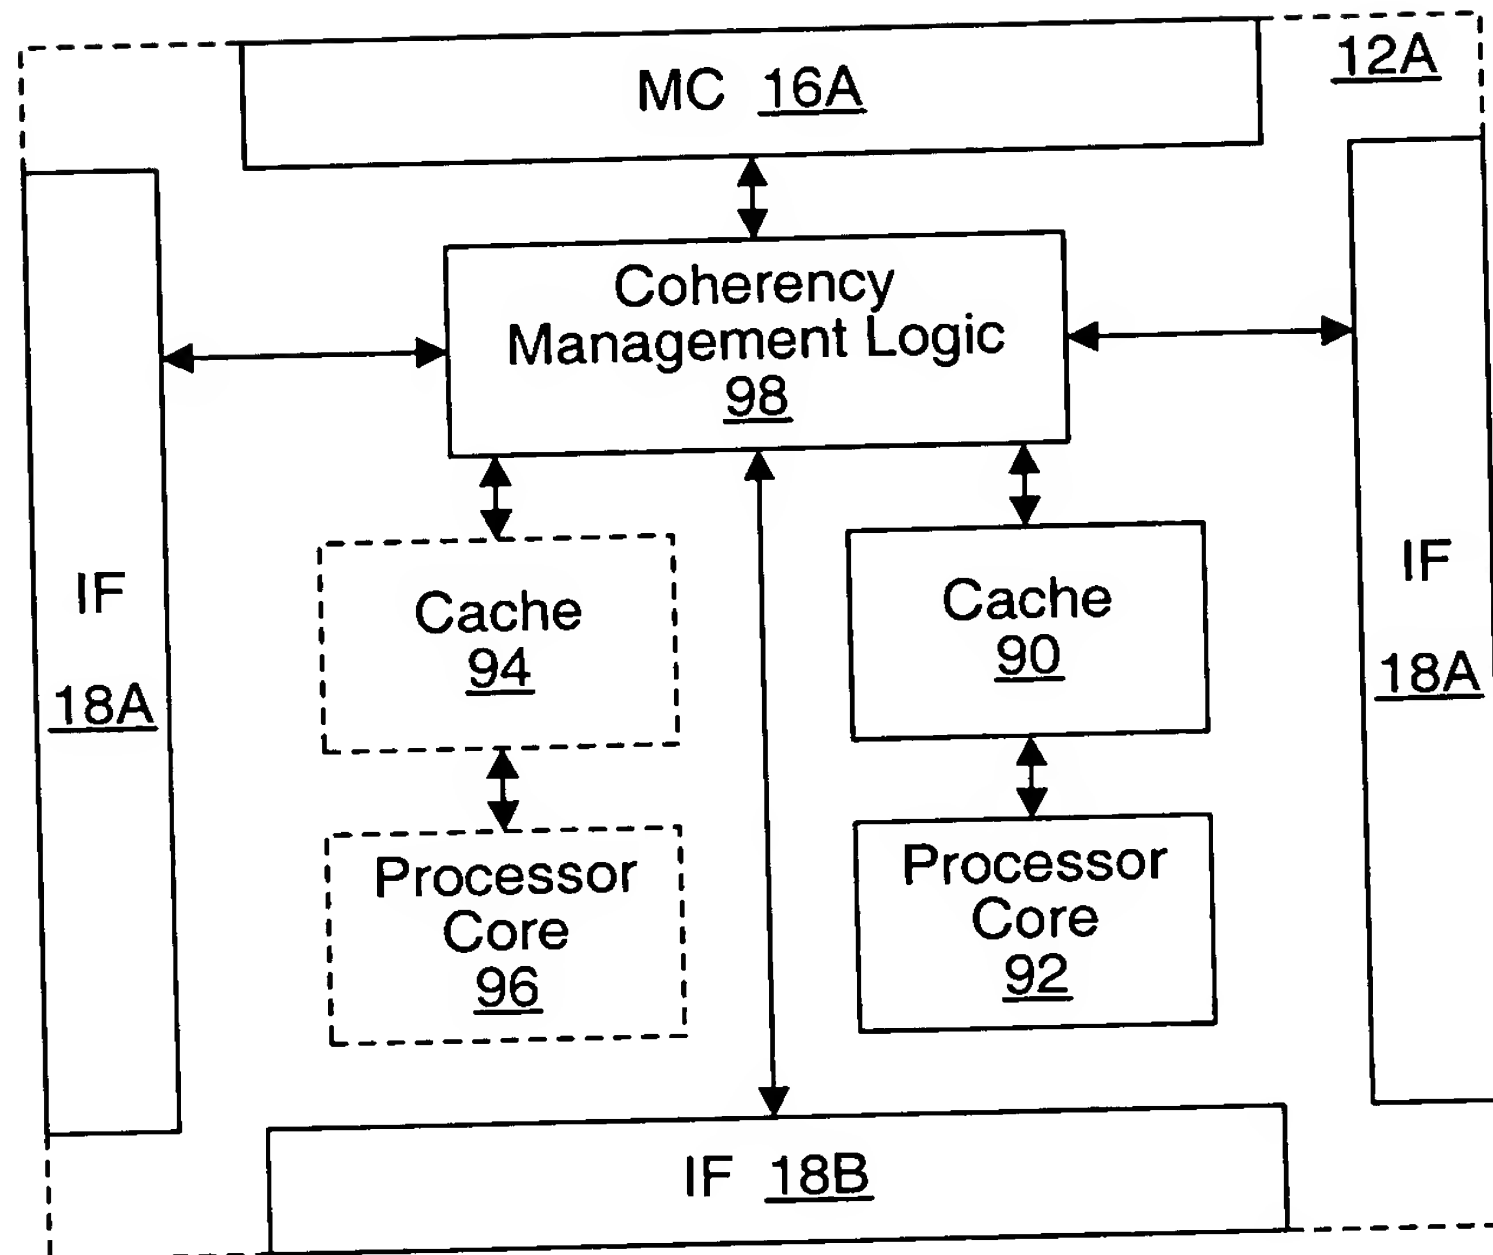 12A
MC 16A
Coherency
Management Logic
98
IF
18A
IF
18A
Cache
94
Cache
90
Processor
Core
96
Processor
Core
92
IF 18B